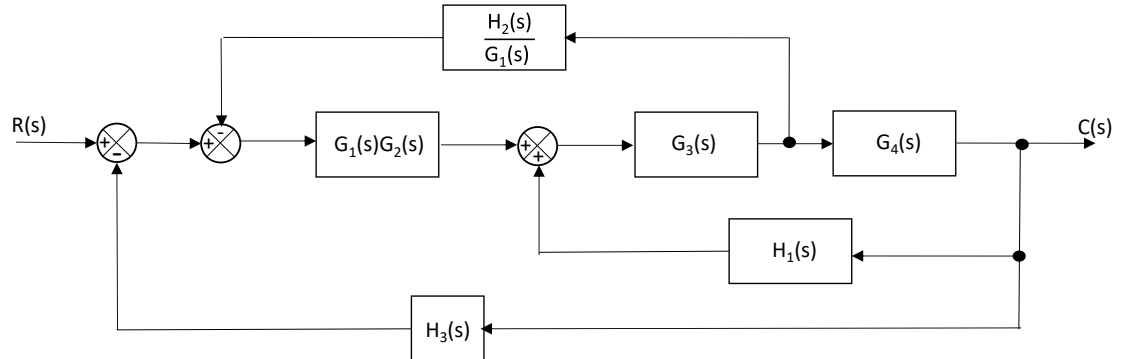 H₂(s)
G₁(s)
R(s)
+
-
+
-
G₁(s)G₂(s)
+
+
G₃(s)
G₄(s)
C(s)
H₁(s)
H₃(s)